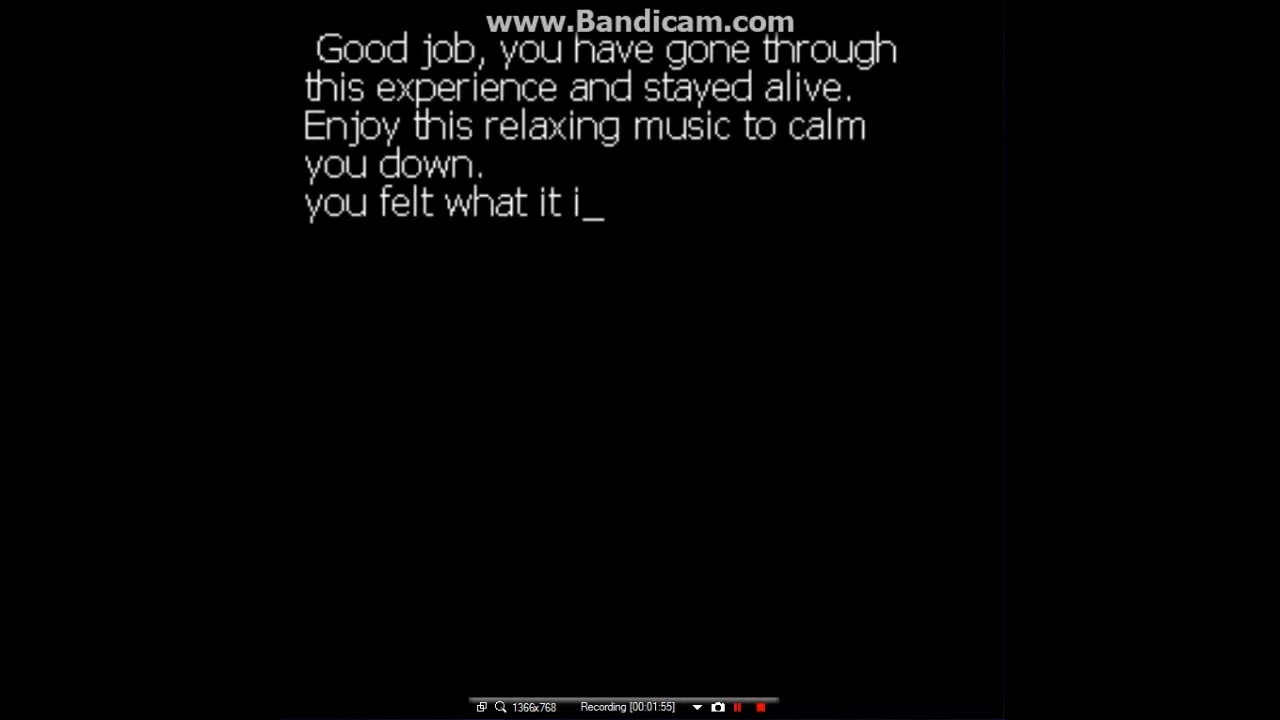 www.Bandicam.com
Good job, you have gone through
this experience and stayed alive.
Enjoy this relaxing music to calm
you down.
you felt what it i_
1366x768 Recording [00:01:55]